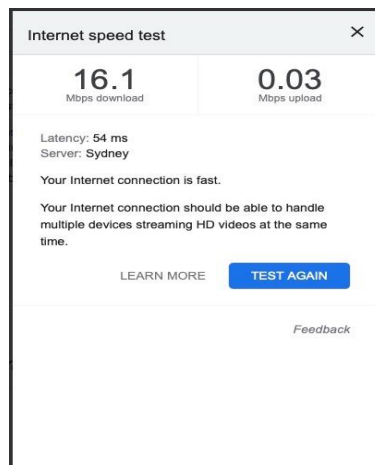 Internet speed test
16.1
Mbps download
0.03
Mbps upload
Latency: 54 ms
Server: Sydney
Your Internet connection is fast.
Your Internet connection should be able to handle
multiple devices streaming HD videos at the same
time.
LEARN MORE
TEST AGAIN
Feedback